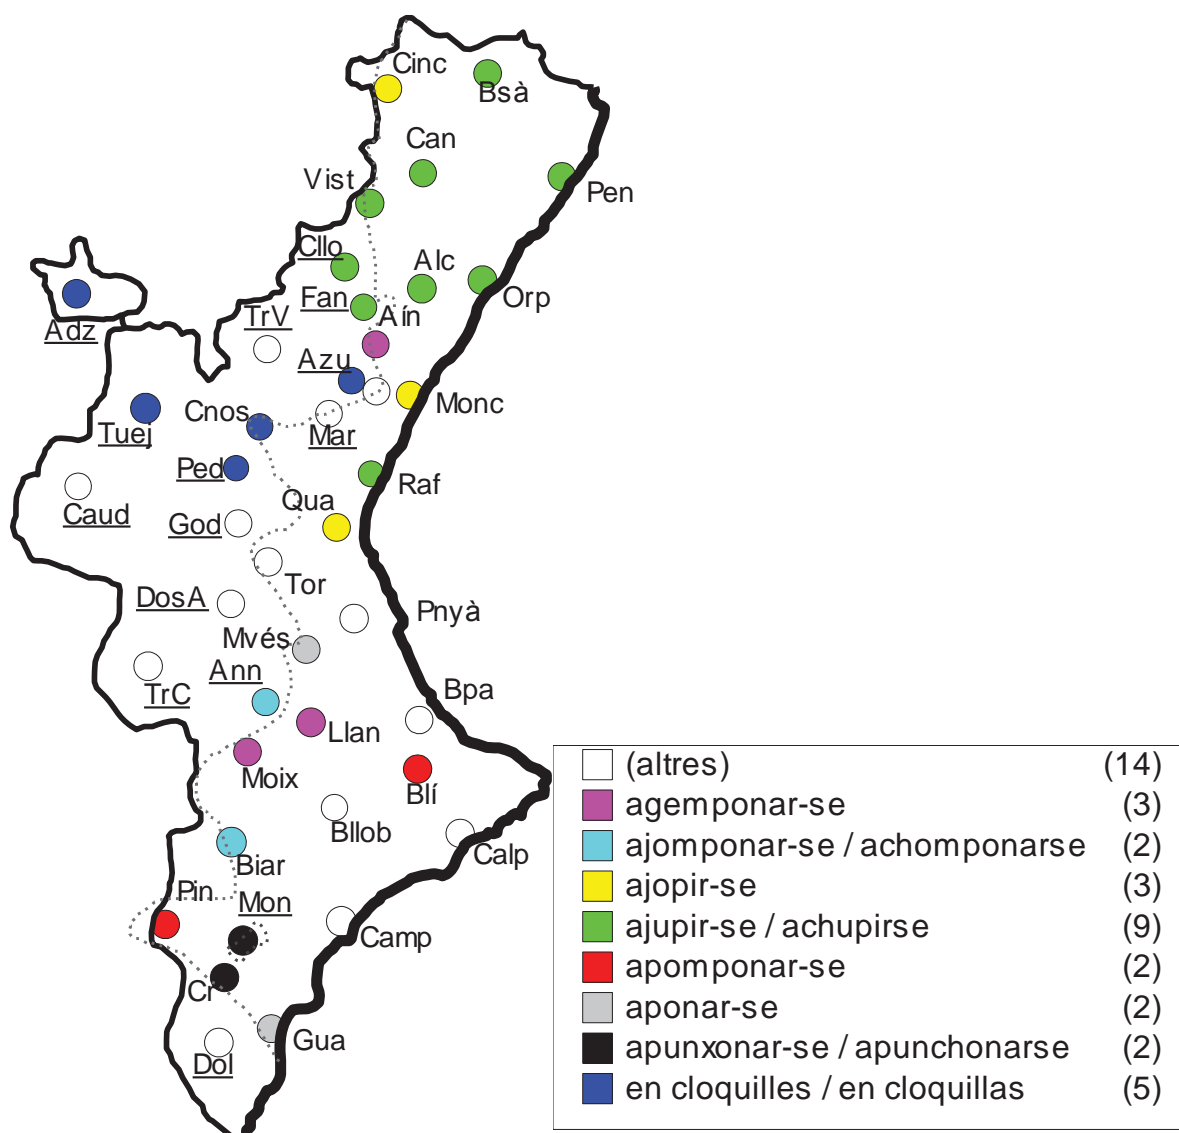 Cinc
Bsà
Can
Vist
Pen
Cllo
Alc
Fan
Orp
Aín
Adz
TrV
Azu
Monc
Cnos
Mar
Tuej
Ped
Raf
Caud
Qua
God
Tor
DosA
Pnyà
Mvés
Ann
TrC
Bpa
Llan
Moix
Blí
Bllob
Calp
Biar
Pin
Mon
Camp
Cr
Gua
Dol
(altres) (14)
agemponar-se (3)
ajomponar-se / achomponarse (2)
ajopir-se (3)
ajupir-se / achupirse (9)
apomponar-se (2)
aponar-se (2)
apunxonar-se / apunchonarse (2)
en cloquilles / en cloquillas (5)